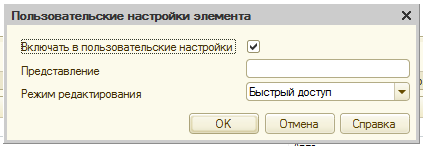 Пользовательские настройки элемента
Включать в пользовательские настройки
Представление
Режим редактирования
Быстрый доступ
OK
Отмена
Справка